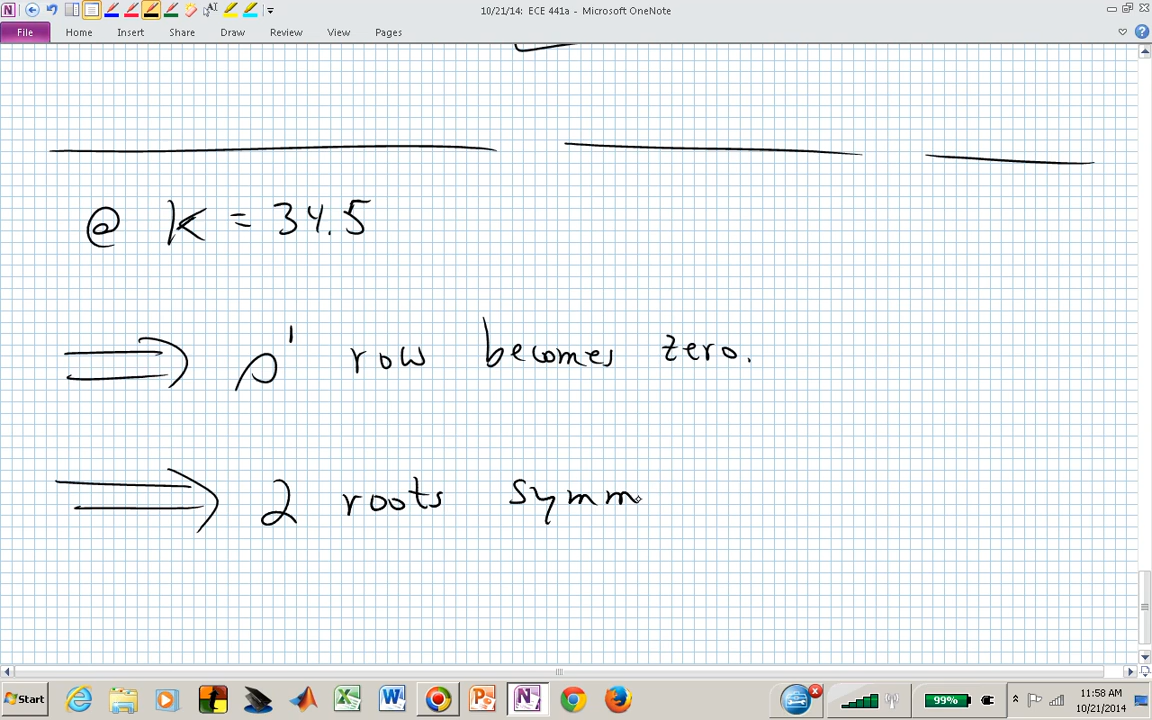 10/21/14: ECE 441a - Microsoft OneNote
File Home Insert Share Draw Review View Pages
@ K = 34.5
⇒ s¹ row becomes zero.
⇒ 2 roots symm
Start 99% 11:58 AM
10/21/2014